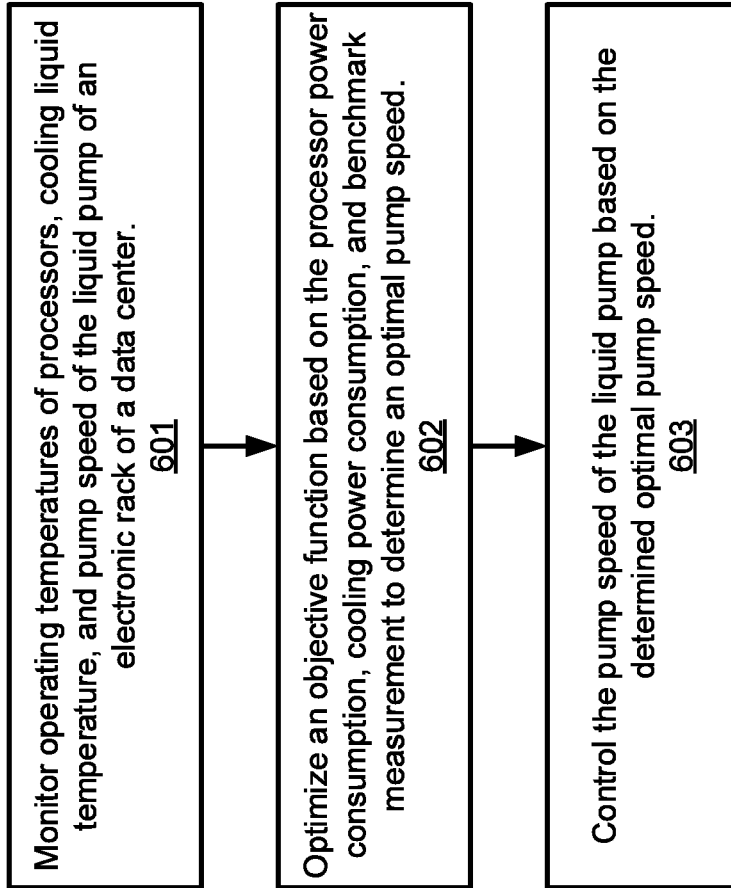 Monitor operating temperatures of processors, cooling liquid
temperature, and pump speed of the liquid pump of an
electronic rack of a data center.
601
Optimize an objective function based on the processor power
consumption, cooling power consumption, and benchmark
measurement to determine an optimal pump speed.
602
Control the pump speed of the liquid pump based on the
determined optimal pump speed.
603